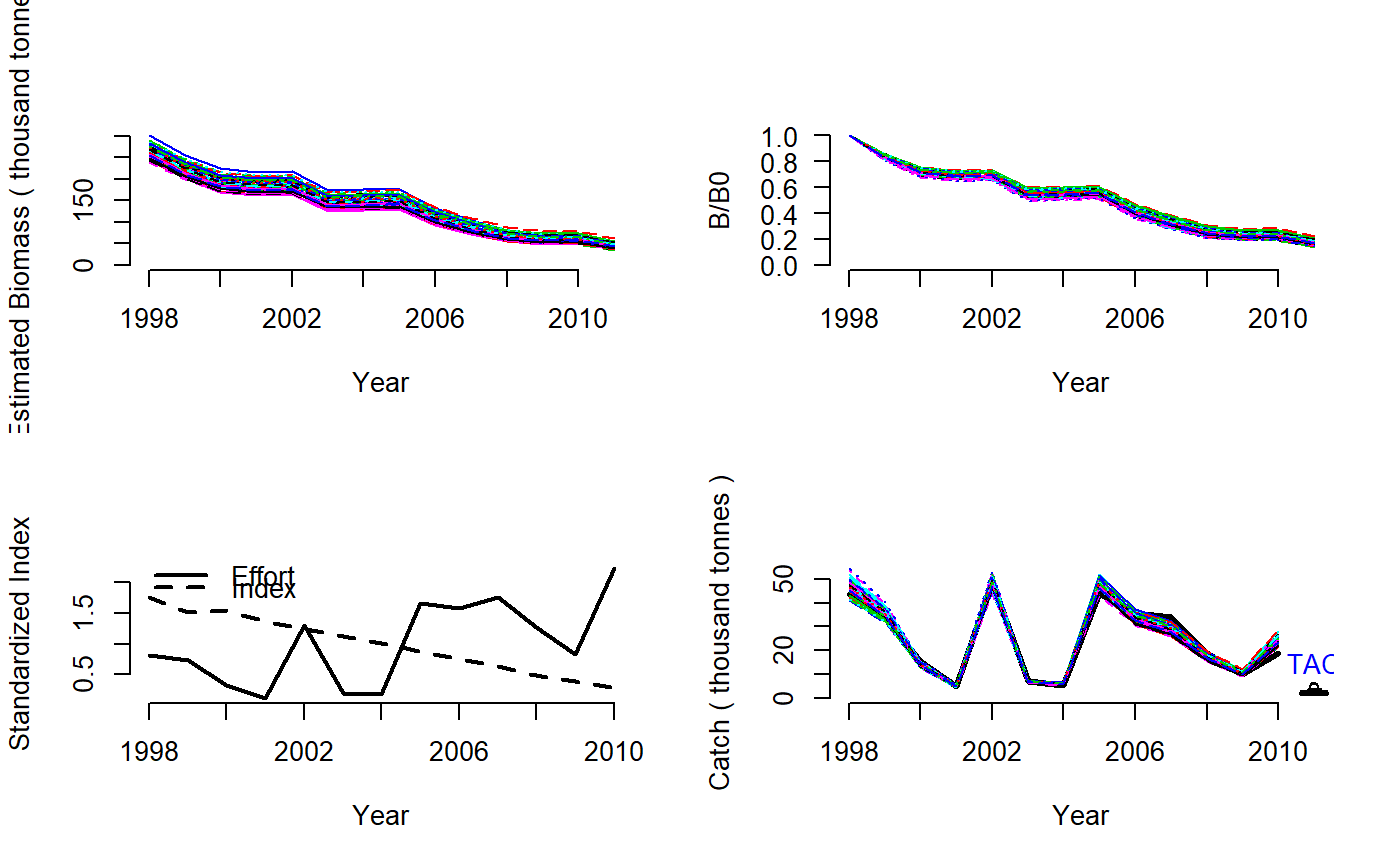 Estimated Biomass ( thousand tonne
150
0
1998 2002 2006 2010
Year
B/B0
1.0
0.8
0.6
0.4
0.2
0.0
1998 2002 2006 2010
Year
Standardized Index
1.5
0.5
Effort
Index
1998 2002 2006 2010
Year
Catch ( thousand tonnes )
50
20
0
TAC
1998 2002 2006 2010
Year